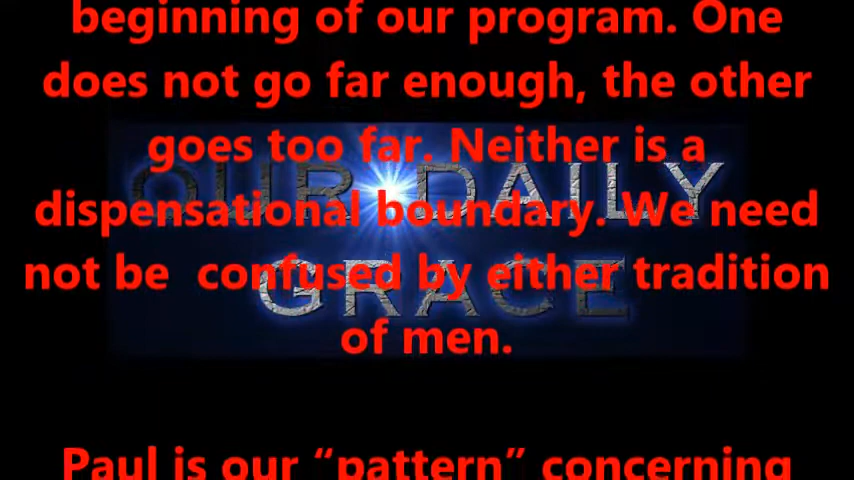 beginning of our program. One
does not go far enough, the other
goes too far. Neither is a
dispensational boundary. We need
not be  confused by either tradition
of men.
Paul is our “pattern” concerning
OUR DAILY
GRACE